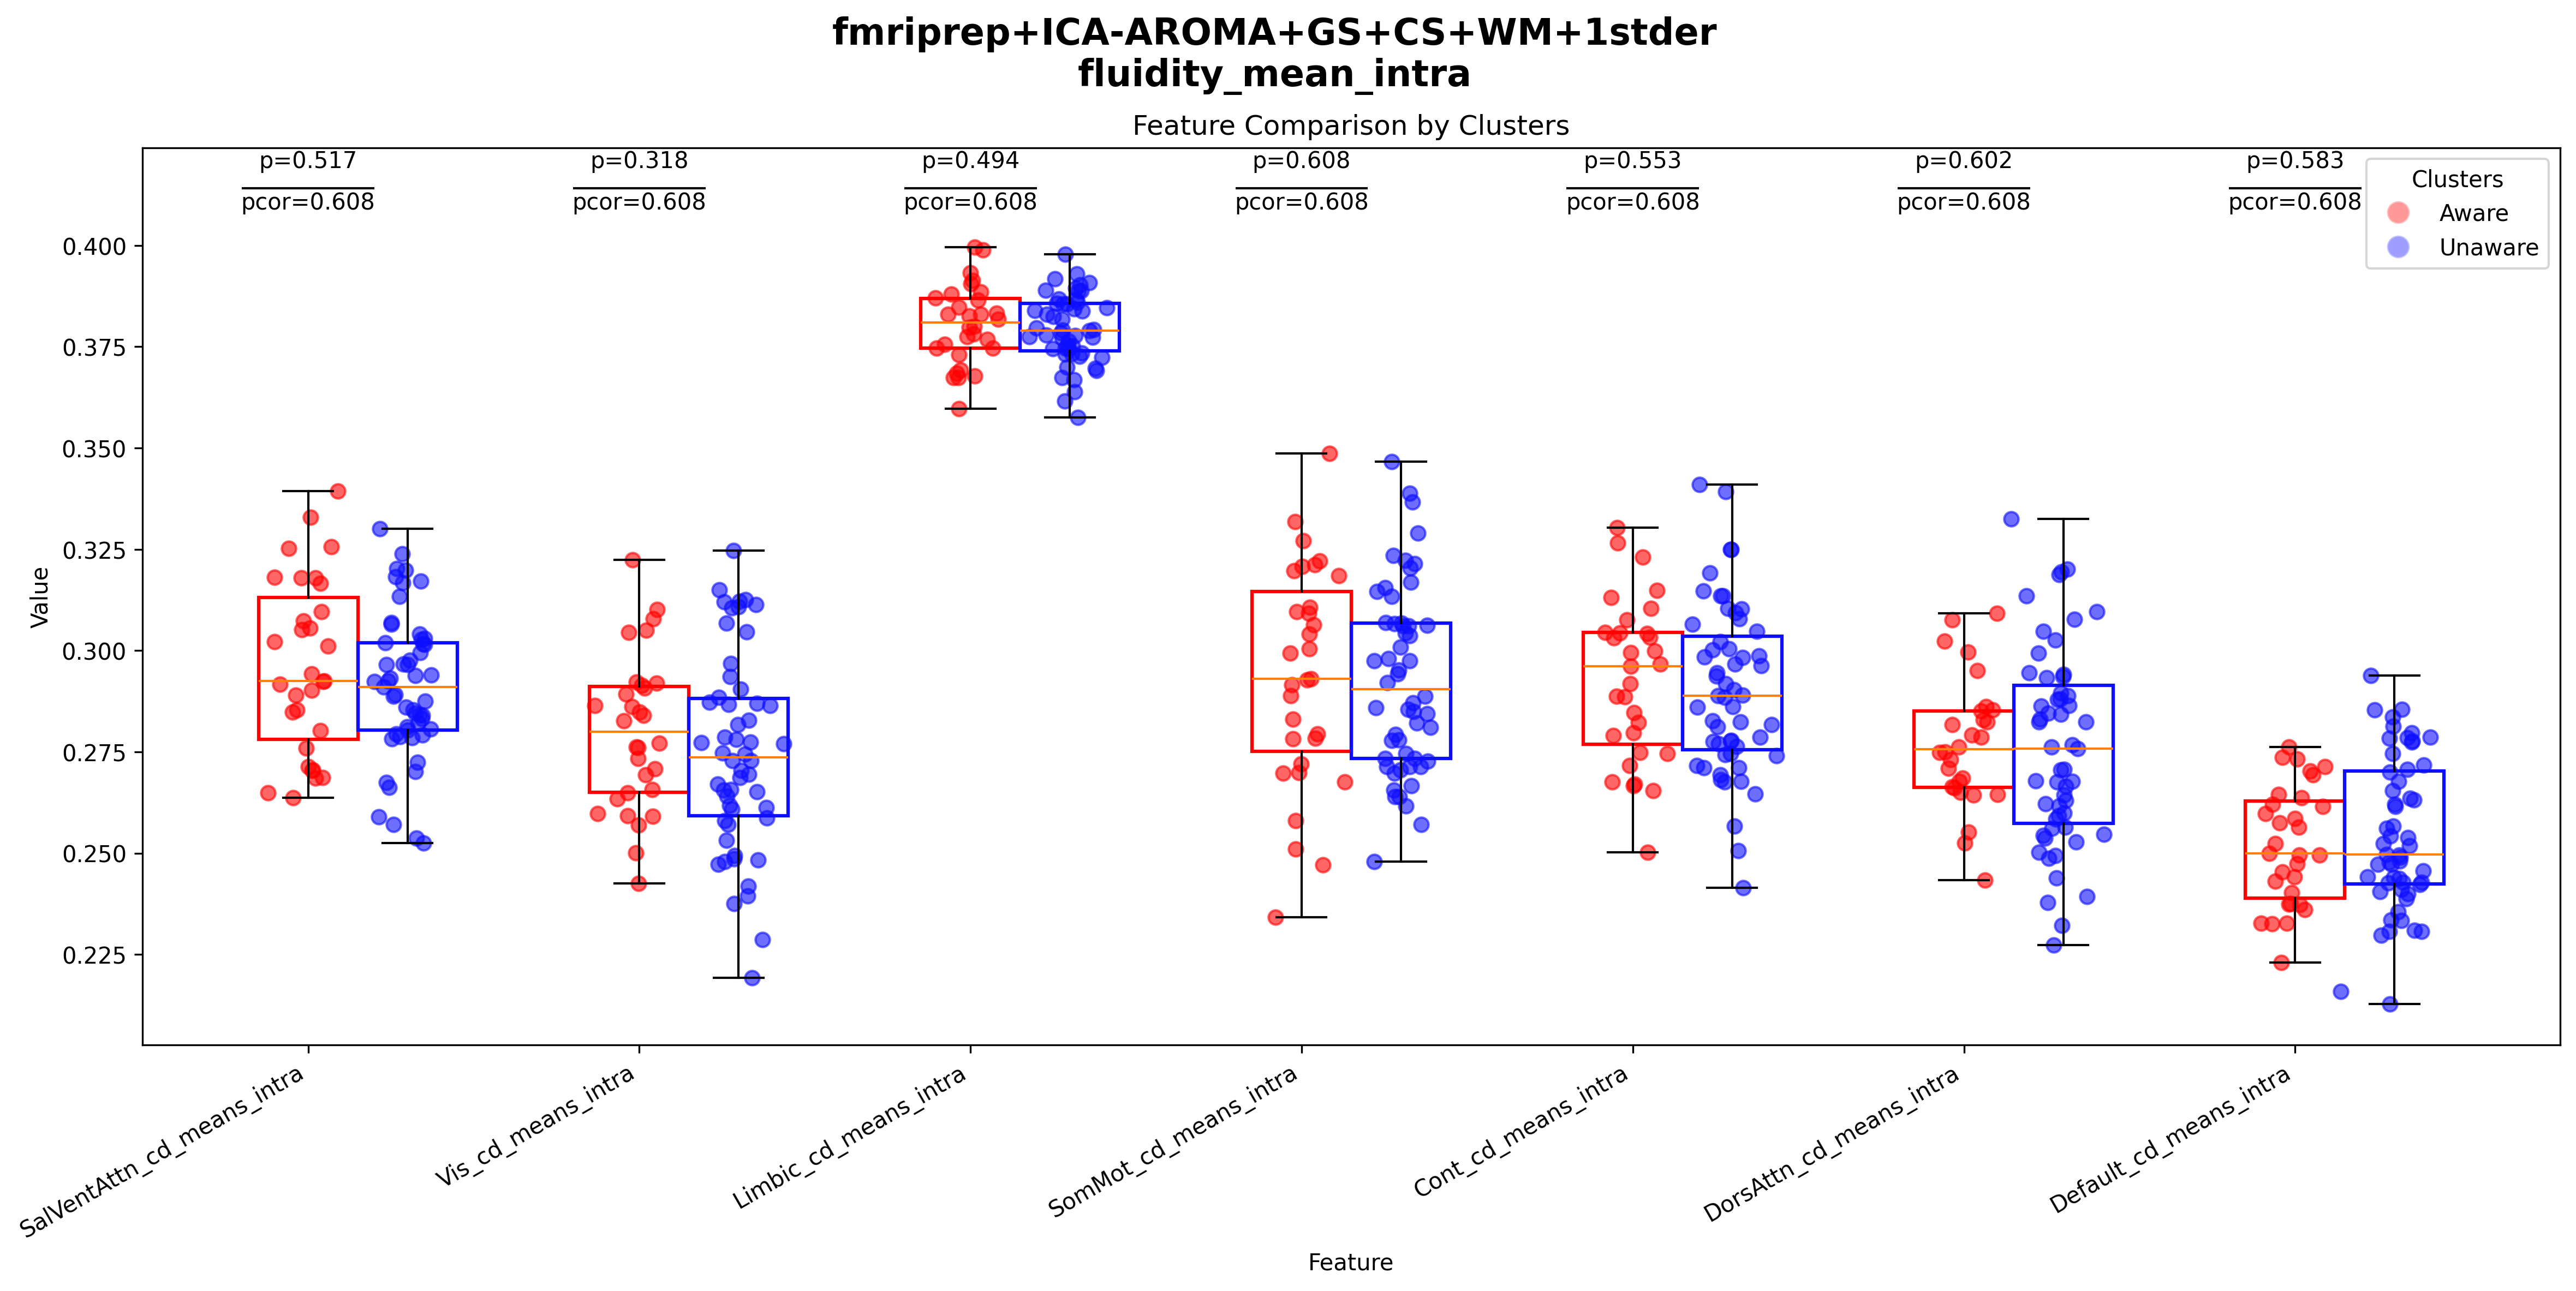 fmriprep+ICA-AROMA+GS+CS+WM+1stder
fluidity_mean_intra
Feature Comparison by Clusters
p=0.517
pcor=0.608
p=0.318
pcor=0.608
p=0.494
pcor=0.608
p=0.608
pcor=0.608
p=0.553
pcor=0.608
p=0.602
pcor=0.608
p=0.583
pcor=0.608
Clusters
Aware
Unaware
Value
0.400
0.375
0.350
0.325
0.300
0.275
0.250
0.225
SalVentAttn_cd_means_intra
Vis_cd_means_intra
Limbic_cd_means_intra
SomMot_cd_means_intra
Cont_cd_means_intra
DorsAttn_cd_means_intra
Default_cd_means_intra
Feature